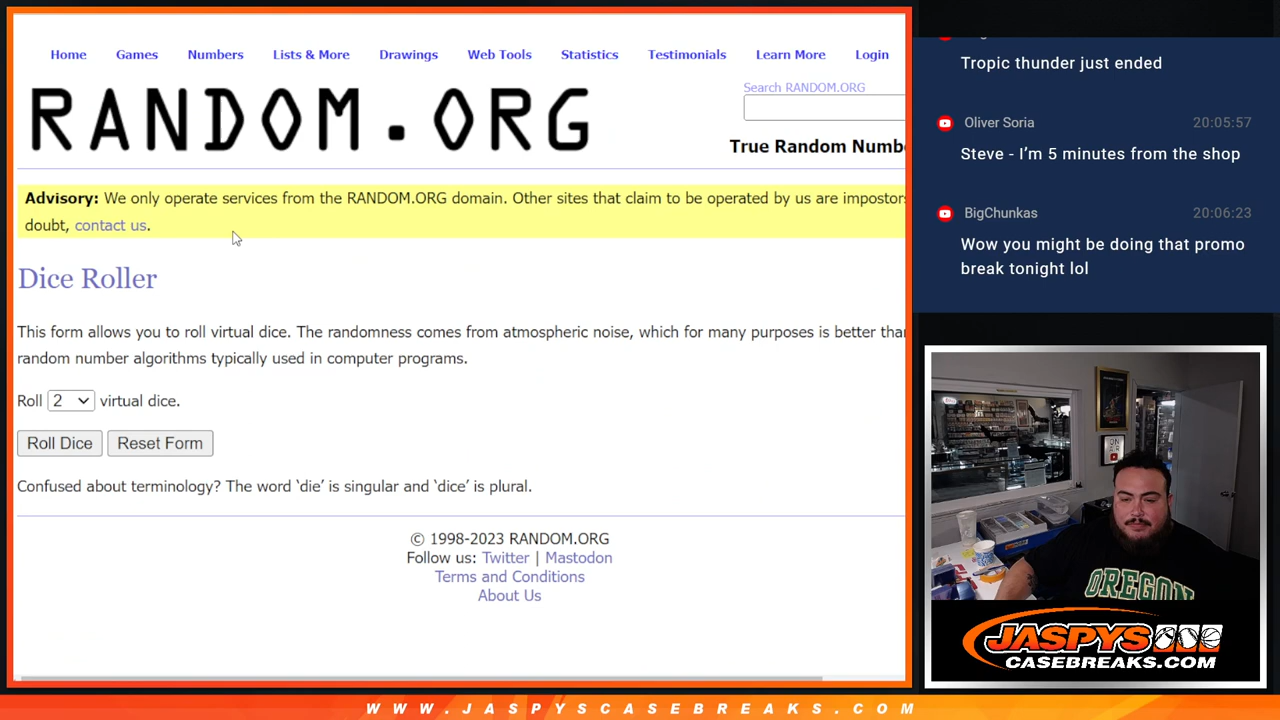 Home Games Numbers Lists & More Drawings Web Tools Statistics Testimonials Learn More Login
RANDOM.ORG
Search RANDOM.ORG
True Random Numb
Advisory: We only operate services from the RANDOM.ORG domain. Other sites that claim to be operated by us are impostors
doubt, contact us.
Dice Roller
This form allows you to roll virtual dice. The randomness comes from atmospheric noise, which for many purposes is better tha
random number algorithms typically used in computer programs.
Roll 2 virtual dice.
Roll Dice Reset Form
Confused about terminology? The word ‘die’ is singular and ‘dice’ is plural.
© 1998-2023 RANDOM.ORG
Follow us: Twitter | Mastodon
Terms and Conditions
About Us
Tropic thunder just ended
Oliver Soria 20:05:57
Steve - I’m 5 minutes from the shop
BigChunkas 20:06:23
Wow you might be doing that promo
break tonight lol
ON
AIR
OREGON
JASPYS
CASEBREAKS.COM
WWW.JASPYSCASEBREAKS.COM